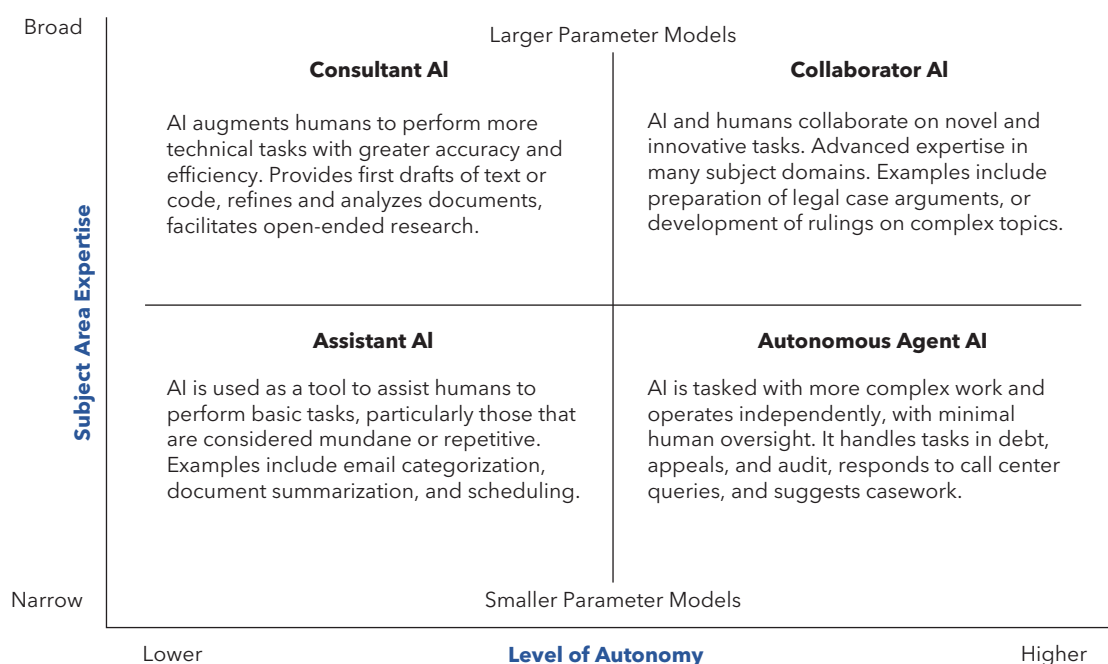 Broad
Larger Parameter Models
Consultant AI
AI augments humans to perform more
technical tasks with greater accuracy and
efficiency. Provides first drafts of text or
code, refines and analyzes documents,
facilitates open-ended research.
Collaborator AI
AI and humans collaborate on novel and
innovative tasks. Advanced expertise in
many subject domains. Examples include
preparation of legal case arguments, or
development of rulings on complex topics.
Subject Area Expertise
Assistant AI
AI is used as a tool to assist humans to
perform basic tasks, particularly those that
are considered mundane or repetitive.
Examples include email categorization,
document summarization, and scheduling.
Autonomous Agent AI
AI is tasked with more complex work and
operates independently, with minimal
human oversight. It handles tasks in debt,
appeals, and audit, responds to call center
queries, and suggests casework.
Narrow
Smaller Parameter Models
Lower
Level of Autonomy
Higher